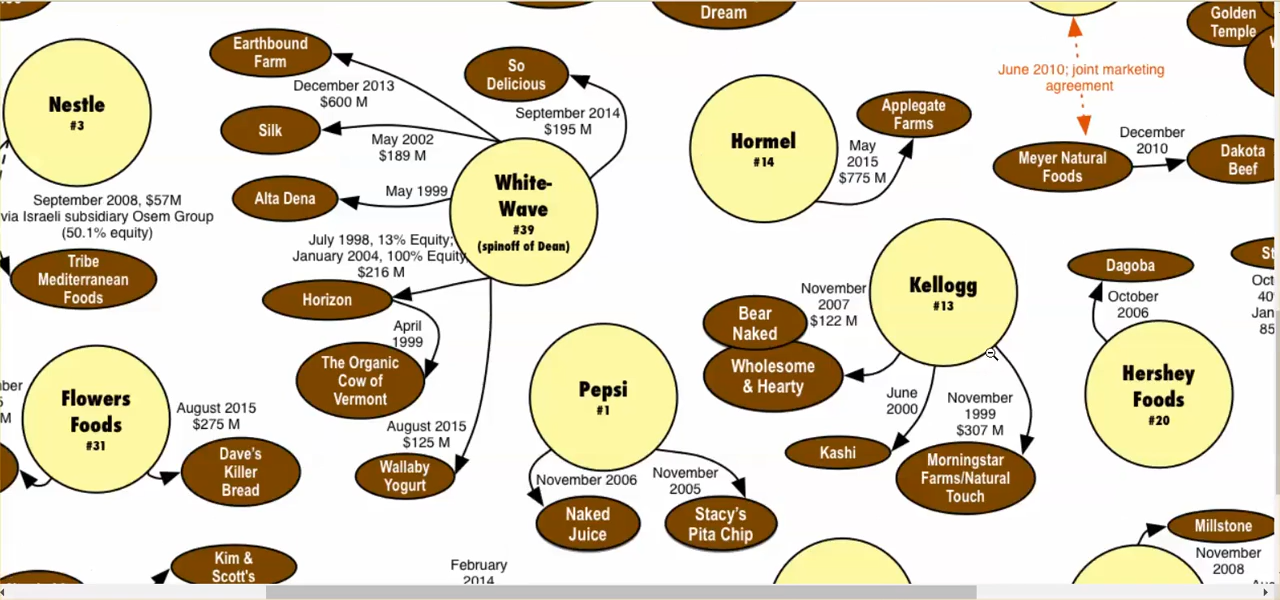 Dream
Golden
Temple
Earthbound
Farm
So
Delicious
June 2010; joint marketing
agreement
Nestle
#3
December 2013
$600 M
Silk
September 2014
$195 M
May 2002
$189 M
Hormel
#14
Applegate
Farms
May
2015
$775 M
December
2010
Meyer Natural
Foods
Dakota
Beef
September 2008, $57M
via Israeli subsidiary Osem Group
(50.1% equity)
Alta Dena
May 1999
White-
Wave
#39
(spinoff of Dean)
July 1998, 13% Equity;
January 2004, 100% Equity,
$216 M
Tribe
Mediterranean
Foods
Horizon
April
1999
The Organic
Cow of
Vermont
Kellogg
#13
November
2007
$122 M
Bear
Naked
Wholesome
& Hearty
Dagoba
October
2006
Hershey
Foods
#20
Flowers
Foods
#31
August 2015
$275 M
Dave's
Killer
Bread
August 2015
$125 M
Wallaby
Yogurt
Pepsi
#1
November 2006
Naked
Juice
November
2005
Stacy's
Pita Chip
June
2000
Kashi
November
1999
$307 M
Morningstar
Farms/Natural
Touch
Millstone
November
2008
Kim &
Scott's
February
2014